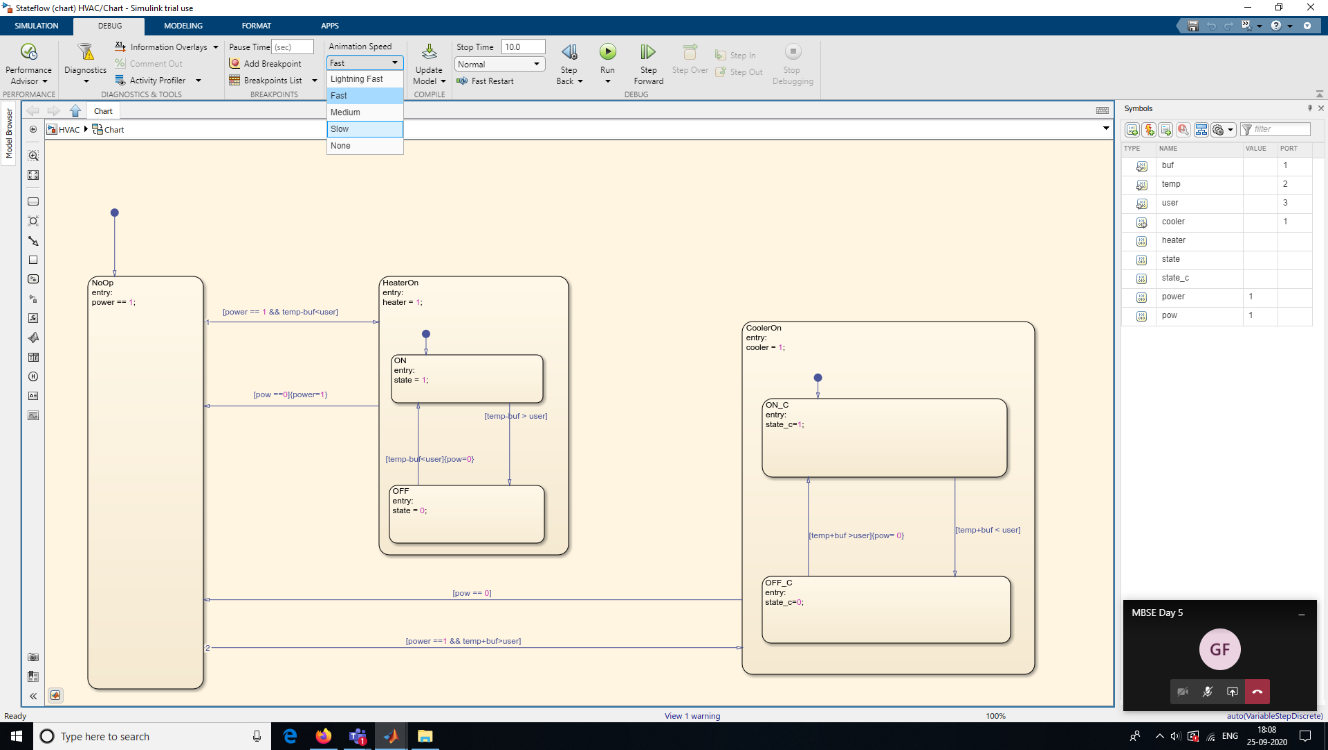 Stateflow (chart) HVAC/Chart - Simulink trial use
SIMULATION DEBUG MODELING FORMAT APPS
Performance Advisor
PERFORMANCE
Diagnostics
Information Overlays
Comment Out
Activity Profiler
DIAGNOSTICS & TOOLS
Pause Time (sec)
Add Breakpoint
Breakpoints List
BREAKPOINTS
Animation Speed
Fast
Lightning Fast
Fast
Medium
Slow
None
Update Model
COMPILE
Stop Time 10.0
Normal
Fast Restart
Step Back
Run
Step Forward
Step Over
Step In
Step Out
Stop Debugging
DEBUG
Model Browser
Chart
HVAC Chart
NoOp
entry:
power == 1;
1
[power == 1 && temp-buf<user]
[pow ==0]{power=1}
HeaterOn
entry:
heater = 1;
ON
entry:
state = 1;
[temp-buf > user]
[temp-buf<user]{pow=0}
OFF
entry:
state = 0;
[pow == 0]
2
[power ==1 && temp+buf>user]
CoolerOn
entry:
cooler = 1;
ON_C
entry:
state_c=1;
[temp+buf >user]{pow= 0}
[temp+buf < user]
OFF_C
entry:
state_c=0;
Symbols
filter
TYPE NAME VALUE PORT
buf 1
temp 2
user 3
cooler 1
heater
state
state_c
power 1
pow 1
MBSE Day 5
GF
Ready
View 1 warning
100%
auto(VariableStepDiscrete)
Type here to search
1
ENG
18:08
25-09-2020